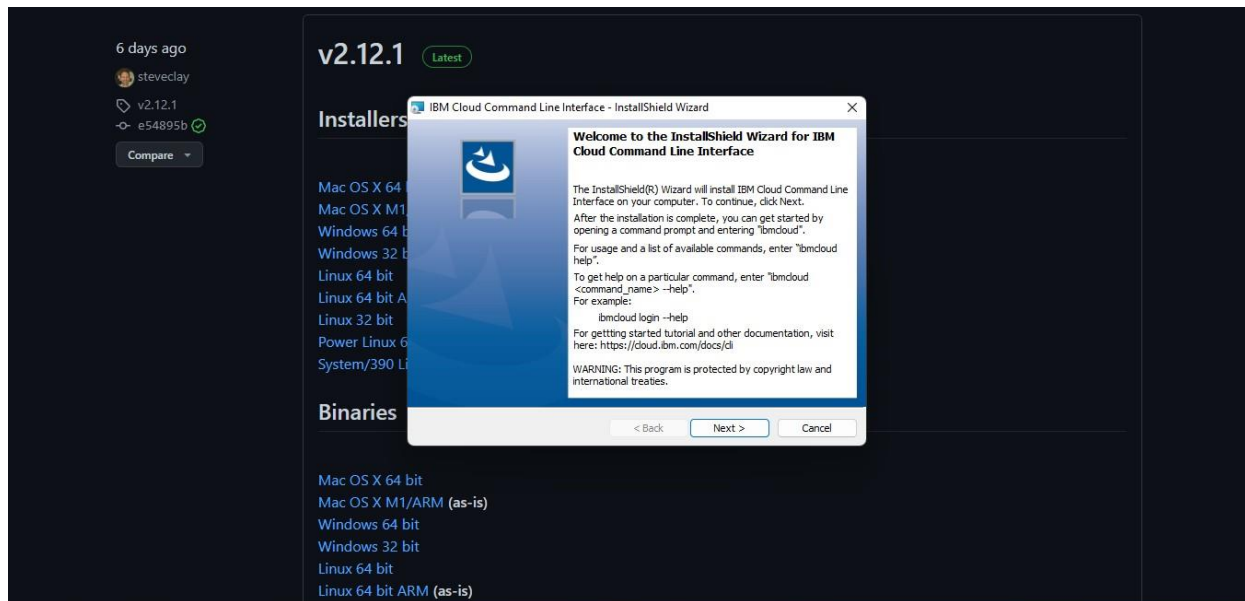 6 days ago
steveclay
v2.12.1
e54895b
Compare
v2.12.1 Latest
Installers
Mac OS X 64
Mac OS X M1
Windows 64
Windows 32
Linux 64 bit
Linux 64 bit A
Linux 32 bit
Power Linux 6
System/390 Li
Binaries
Mac OS X 64 bit
Mac OS X M1/ARM (as-is)
Windows 64 bit
Windows 32 bit
Linux 64 bit
Linux 64 bit ARM (as-is)
IBM Cloud Command Line Interface - InstallShield Wizard
Welcome to the InstallShield Wizard for IBM
Cloud Command Line Interface
The InstallShield(R) Wizard will install IBM Cloud Command Line
Interface on your computer. To continue, click Next.
After the installation is complete, you can get started by
opening a command prompt and entering "ibmcloud".
For usage and a list of available commands, enter "ibmcloud
help".
To get help on a particular command, enter "ibmcloud
<command_name> --help".
For example:
ibmcloud login --help
For gettting started tutorial and other documentation, visit
here: https://cloud.ibm.com/docs/cli
WARNING: This program is protected by copyright law and
international treaties.
< Back Next > Cancel